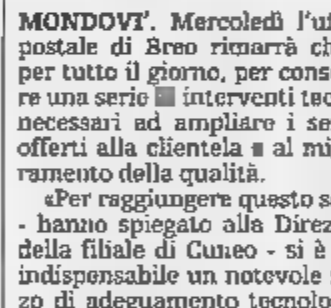 MONDOVI'. Mercoledì l'u
postale di Breo rimarrà ch
per tutto il giorno, per cons
re una serie interventi tec
necessari ad ampliare i se
offerti alla clientela al mi
ramento della qualità.
«Per raggiungere questo s
- hanno spiegato alla Direz
della filiale di Cuneo - si è
indispensabile un notevole
zo di adeguamento tecnolo